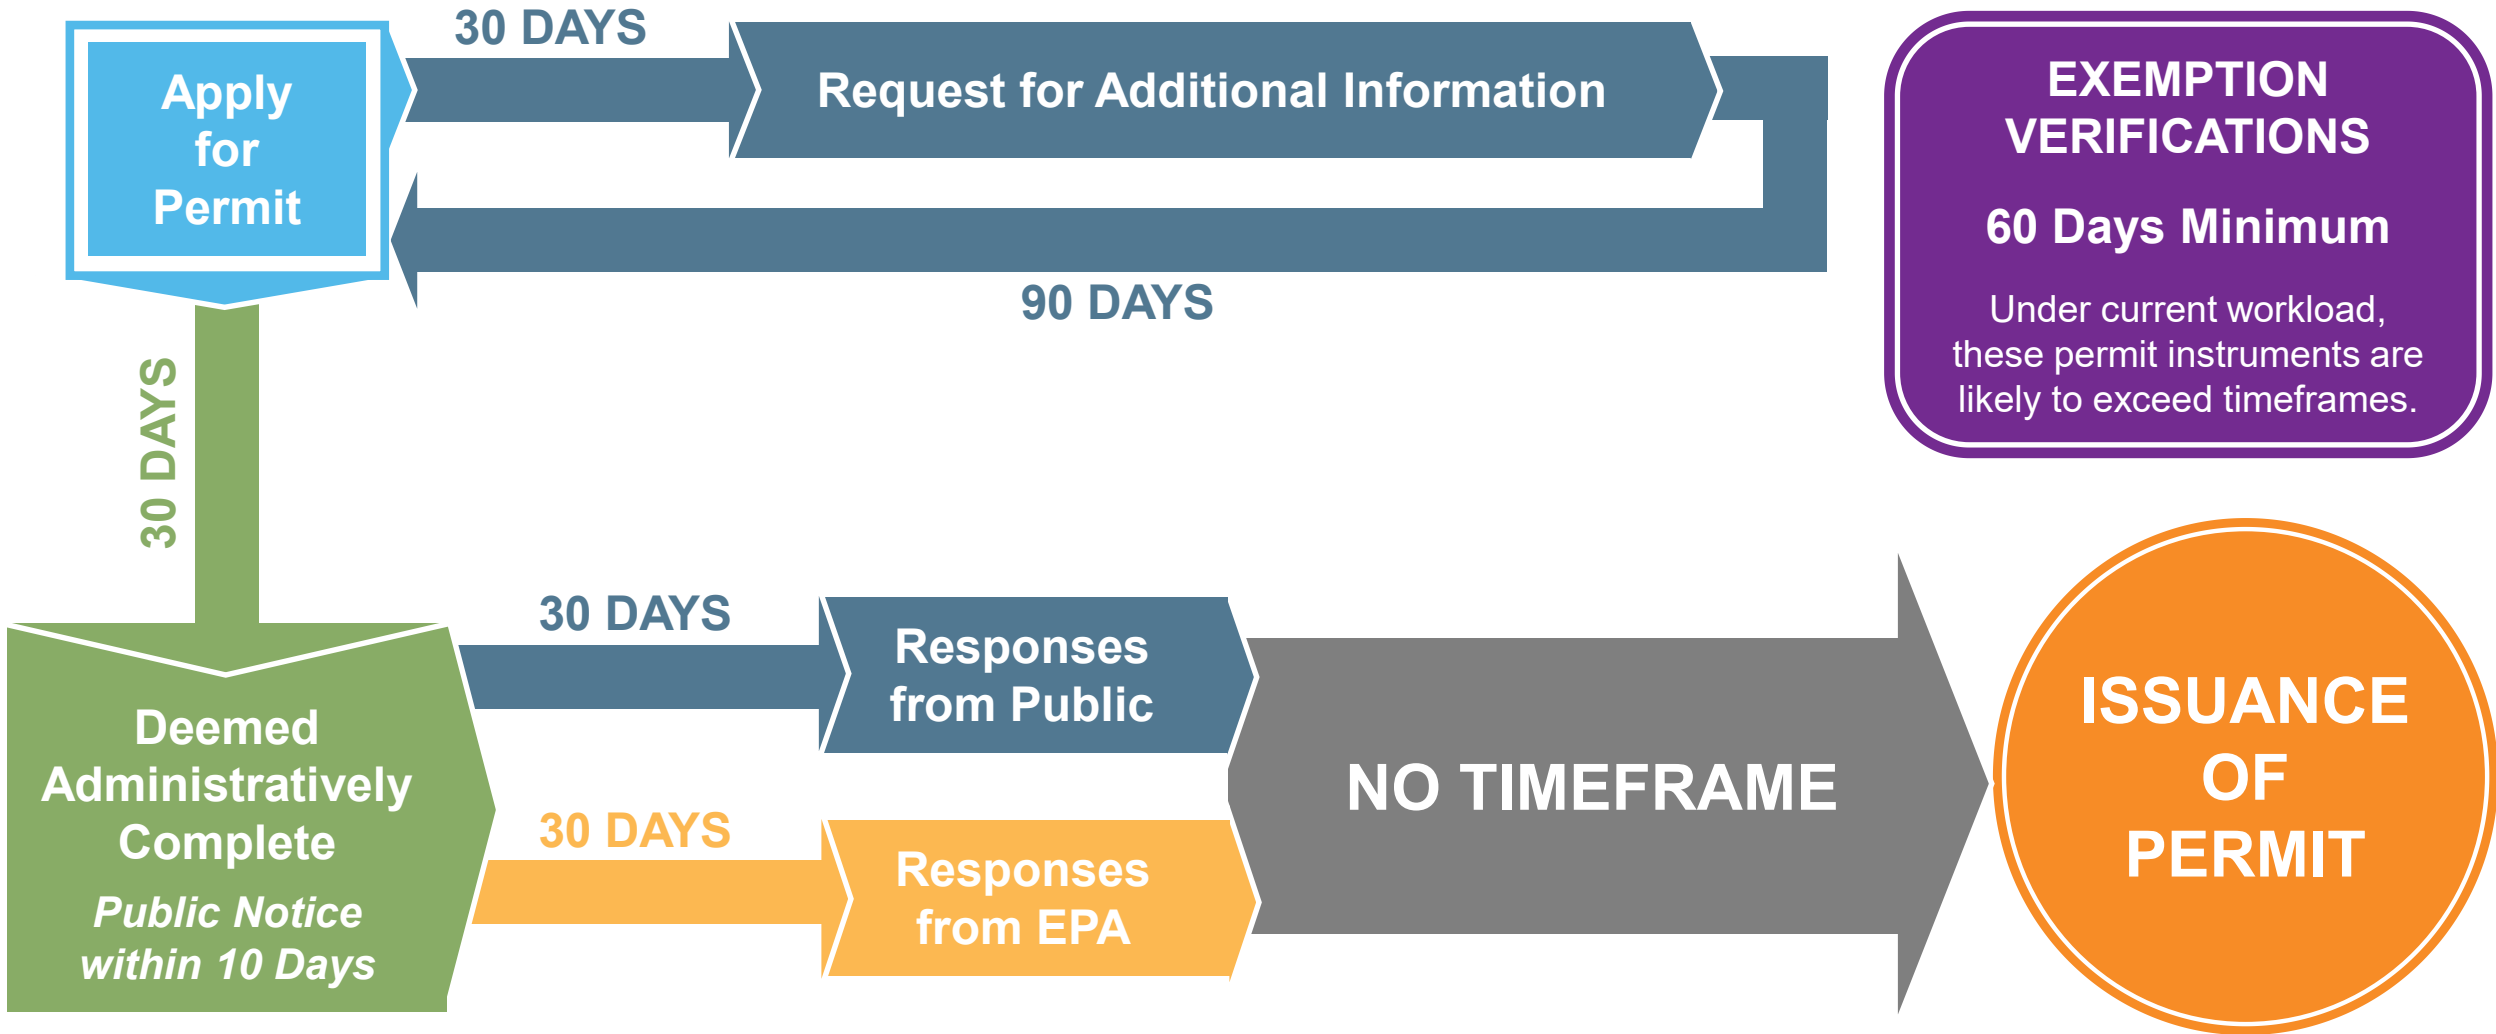 30 DAYS
Apply
for
Permit
Request for Additional Information
90 DAYS
EXEMPTION
VERIFICATIONS
60 Days Minimum
Under current workload,
these permit instruments are
likely to exceed timeframes.
30 DAYS
Deemed
Administratively
Complete
Public Notice
within 10 Days
30 DAYS
Responses
from Public
30 DAYS
Responses
from EPA
NO TIMEFRAME
ISSUANCE
OF
PERMIT